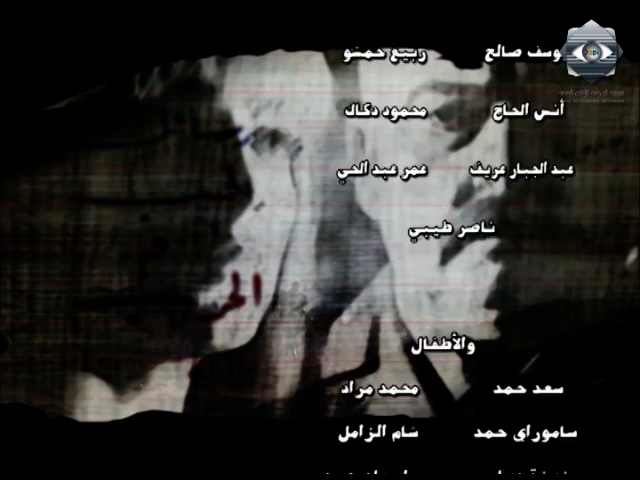 يوسف صالح ربيع حمشو
أنس الحاج محمود دكاك
عبد الجبار عريف عمر عبد الحي
ناصر طيبي
والأطفال
سعد حمد محمد مراد
ساموراي حمد شام الزامل